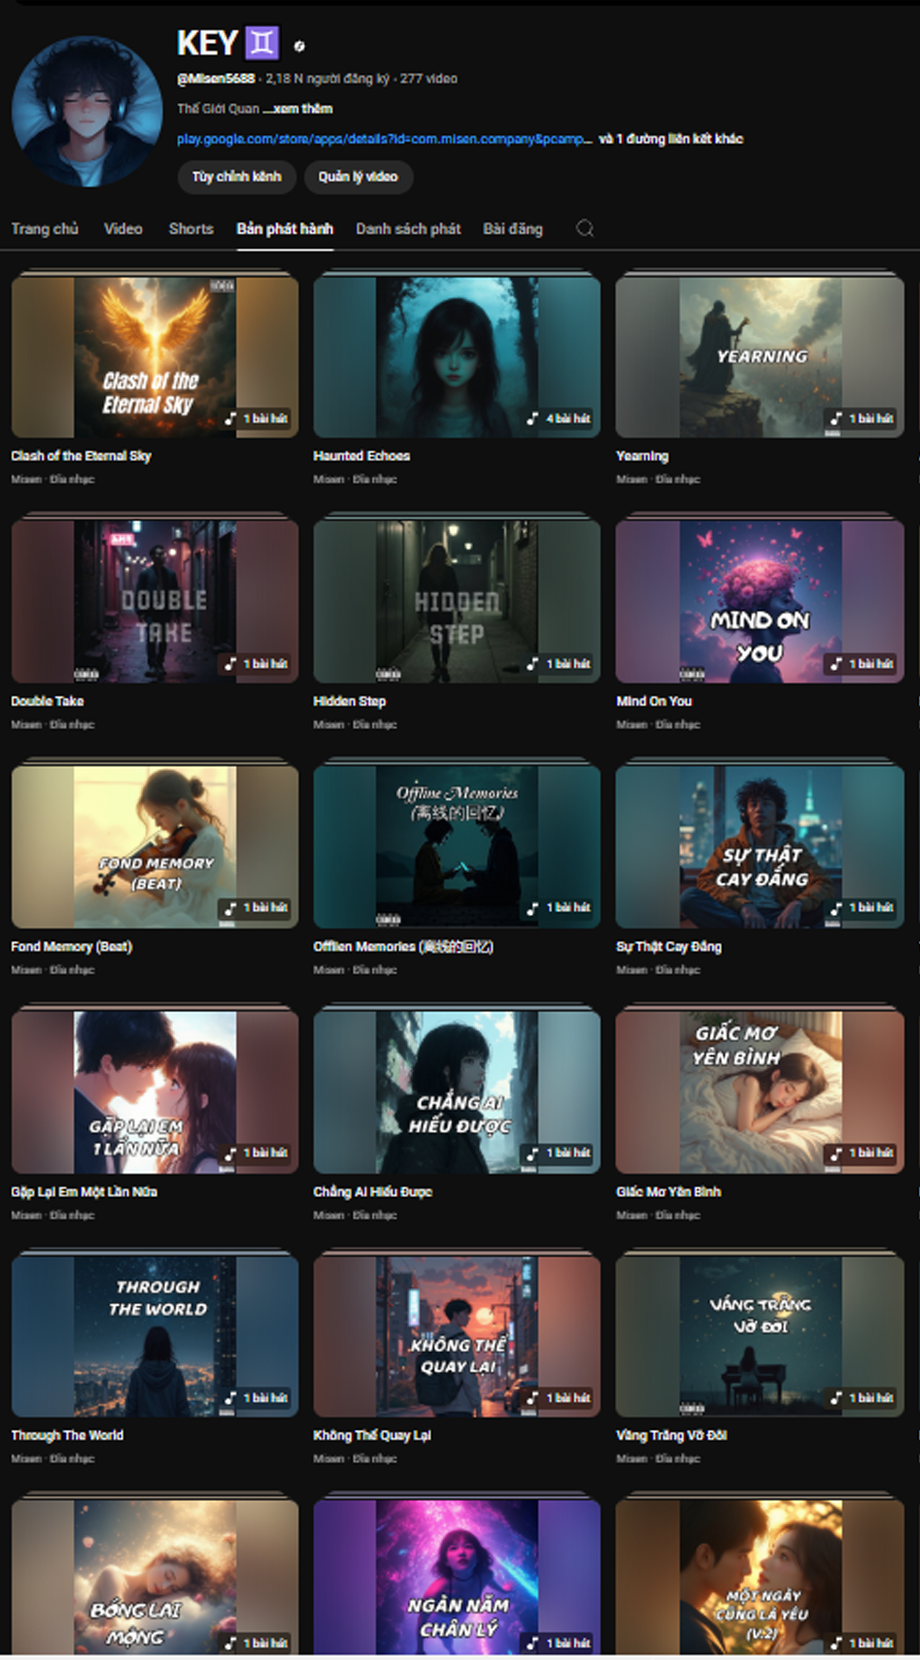 KEY ♊
@Misen5688 · 2,18 N người đăng ký · 277 video
Thế Giới Quan ...xem thêm
play.google.com/store/apps/details?id=com.misen.company&pcamp... và 1 đường liên kết khác
Tùy chỉnh kênh Quản lý video
Trang chủ Video Shorts Bản phát hành Danh sách phát Bài đăng
Clash of the
Eternal Sky
1 bài hát
4 bài hát
YEARNING
1 bài hát
Clash of the Eternal Sky
Misen · Đĩa nhạc
Haunted Echoes
Misen · Đĩa nhạc
Yearning
Misen · Đĩa nhạc
DOUBLE
TAKE
1 bài hát
HIDDEN
STEP
1 bài hát
MIND ON
YOU
1 bài hát
Double Take
Misen · Đĩa nhạc
Hidden Step
Misen · Đĩa nhạc
Mind On You
Misen · Đĩa nhạc
FOND MEMORY
(BEAT)
1 bài hát
Offline Memories
(离线的回忆)
1 bài hát
SỰ THẬT
CAY ĐẮNG
1 bài hát
Fond Memory (Beat)
Misen · Đĩa nhạc
Offlien Memories (离线的回忆)
Misen · Đĩa nhạc
Sự Thật Cay Đắng
Misen · Đĩa nhạc
GẶP LẠI EM
1 LẦN NỮA
1 bài hát
CHẲNG AI
HIỂU ĐƯỢC
1 bài hát
GIẤC MƠ
YÊN BÌNH
1 bài hát
Gặp Lại Em Một Lần Nữa
Misen · Đĩa nhạc
Chẳng Ai Hiểu Được
Misen · Đĩa nhạc
Giấc Mơ Yên Bình
Misen · Đĩa nhạc
THROUGH
THE WORLD
1 bài hát
KHÔNG THỂ
QUAY LẠI
1 bài hát
VẦNG TRĂNG
VỠ ĐÔI
1 bài hát
Through The World
Misen · Đĩa nhạc
Không Thể Quay Lại
Misen · Đĩa nhạc
Vầng Trăng Vỡ Đôi
Misen · Đĩa nhạc
BỒNG LAI
MỘNG
1 bài hát
NGÀN NĂM
CHÂN LÝ
1 bài hát
MỘT NGÀY
CŨNG LÀ YÊU
(V.2)
1 bài hát